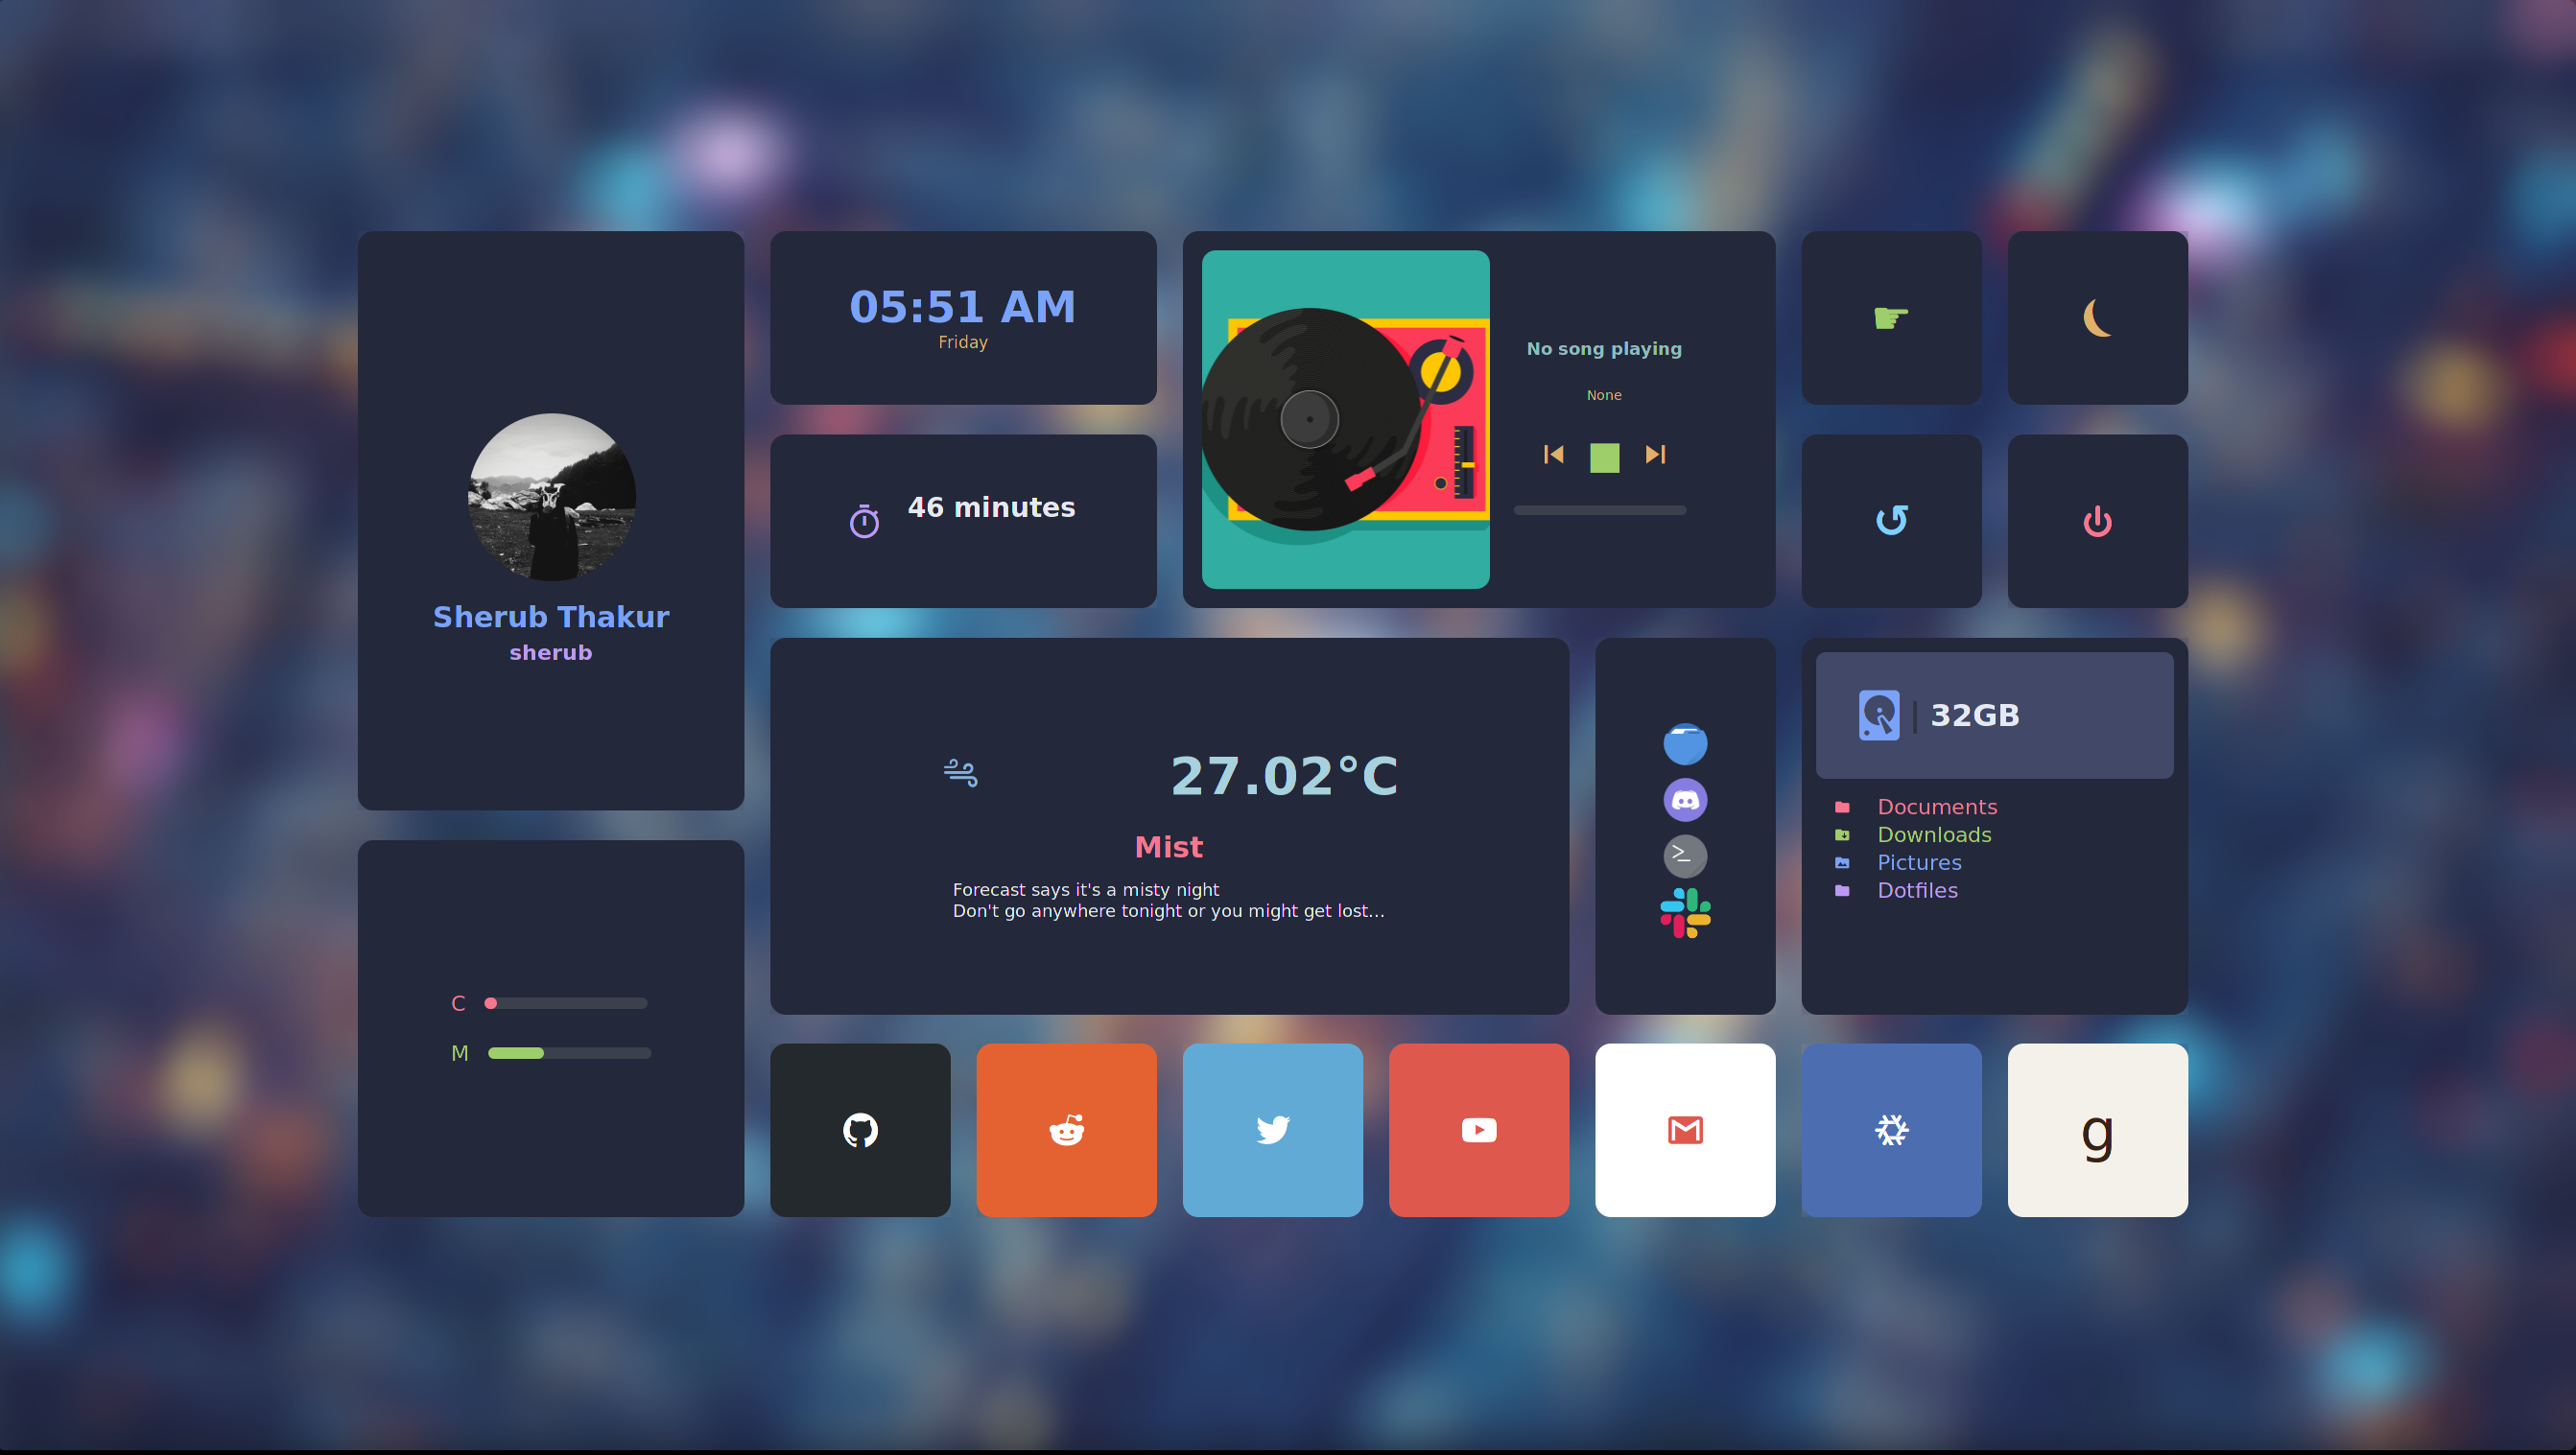 05:51 AM
Friday
46 minutes
No song playing
None
Sherub Thakur
sherub
27.02°C
Mist
Forecast says it's a misty night
Don't go anywhere tonight or you might get lost...
32GB
Documents
Downloads
Pictures
Dotfiles
C
M
g